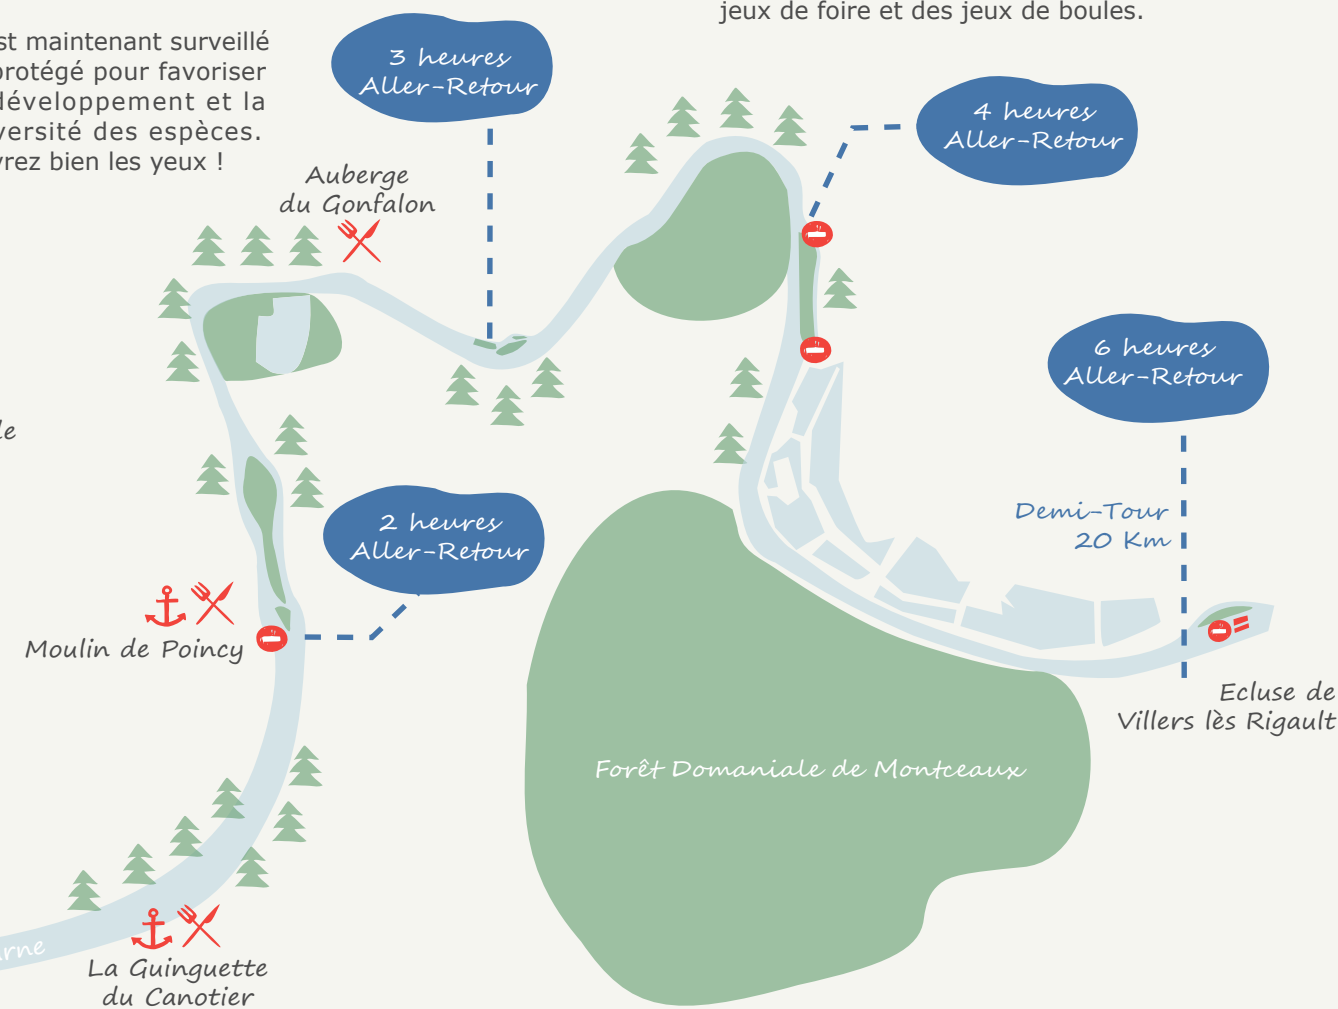 jeux de foire et des jeux de boules.
st maintenant surveillé
protégé pour favoriser
développement et la
versité des espèces.
vrez bien les yeux !
3 heures
Aller-Retour
4 heures
Aller-Retour
Auberge
du Gonfalon
6 heures
Aller-Retour
le
Demi-Tour
20 Km
2 heures
Aller-Retour
Moulin de Poincy
Ecluse de
Villers lès Rigault
Forêt Domaniale de Montceaux
rne
La Guinguette
du Canotier